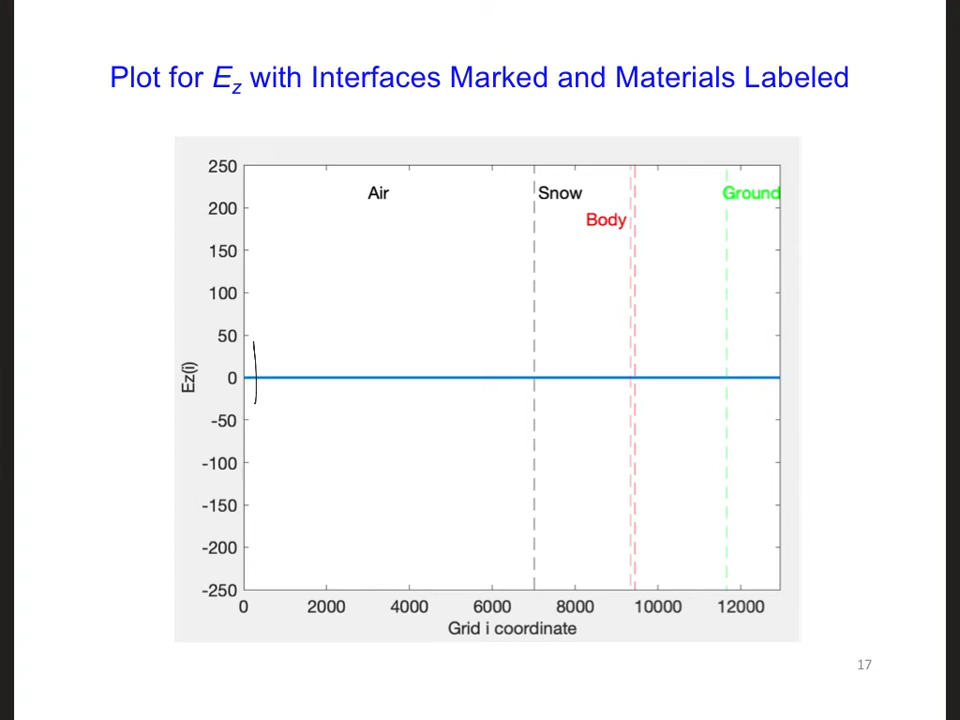 Plot for Ez with Interfaces Marked and Materials Labeled
250
200
150
100
50
0
-50
-100
-150
-200
-250
Ez(i)
Air
Snow
Body
Ground
0 2000 4000 6000 8000 10000 12000
Grid i coordinate
17